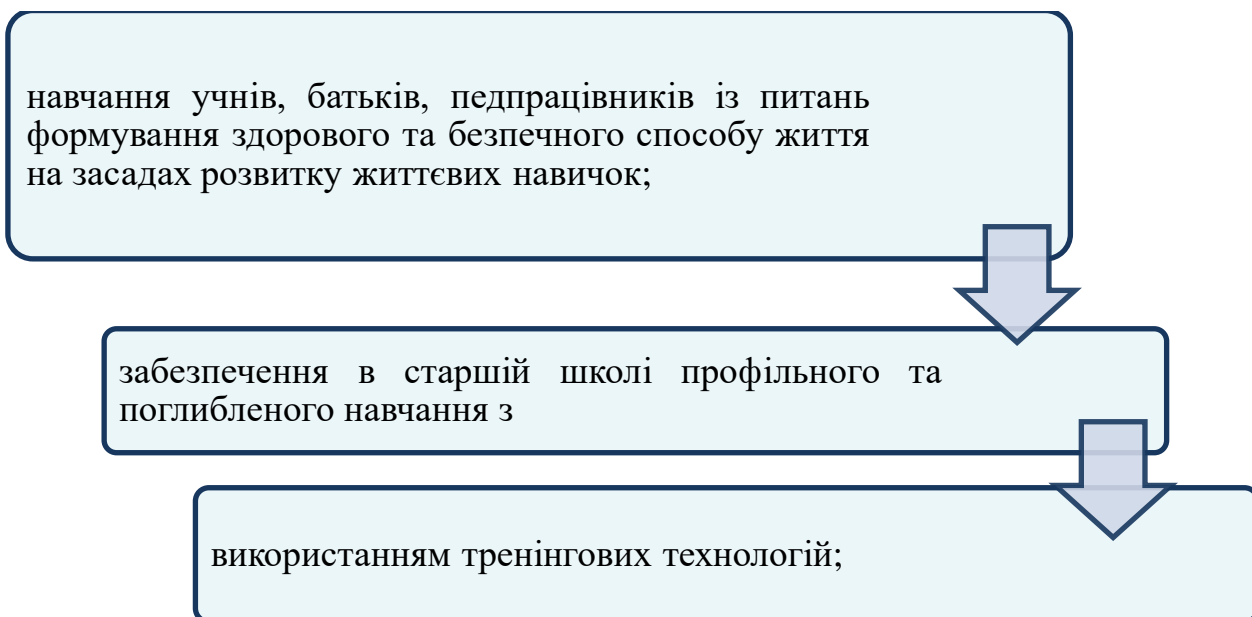 навчання учнів, батьків, педпрацівників із питань
формування здорового та безпечного способу життя
на засадах розвитку життєвих навичок;
забезпечення в старшій школі профільного та
поглибленого навчання з
використанням тренінгових технологій;